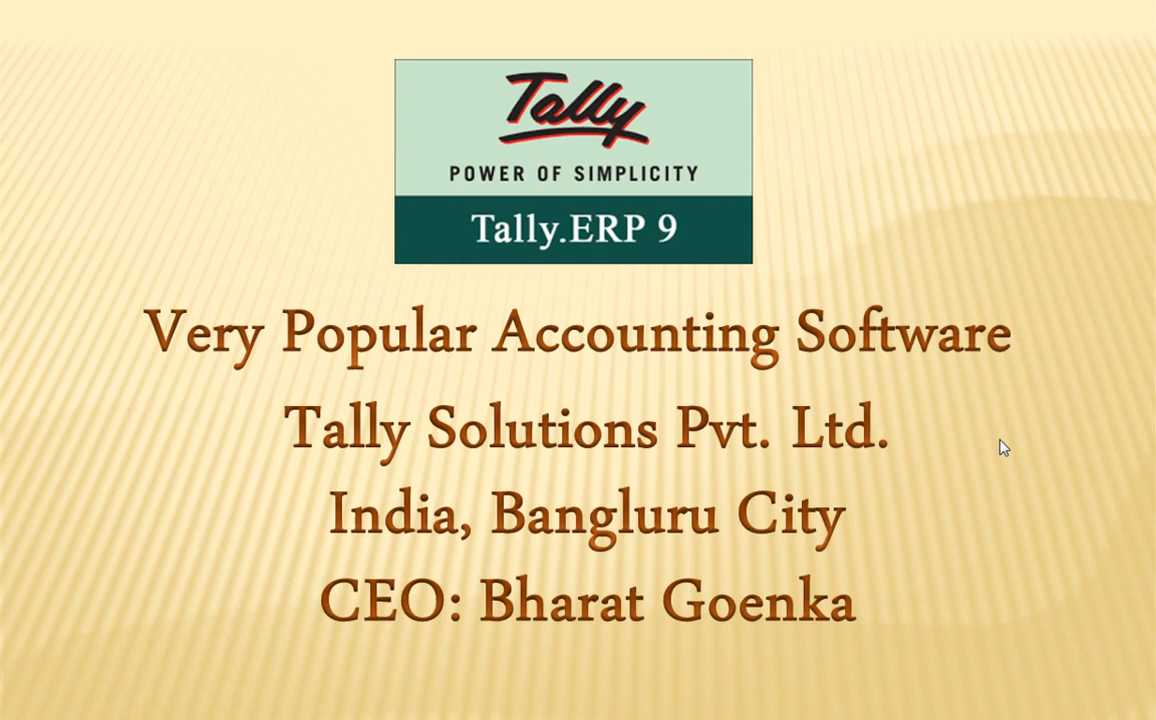 Tally
POWER OF SIMPLICITY
Tally.ERP 9
Very Popular Accounting Software
Tally Solutions Pvt. Ltd.
India, Bangluru City
CEO: Bharat Goenka